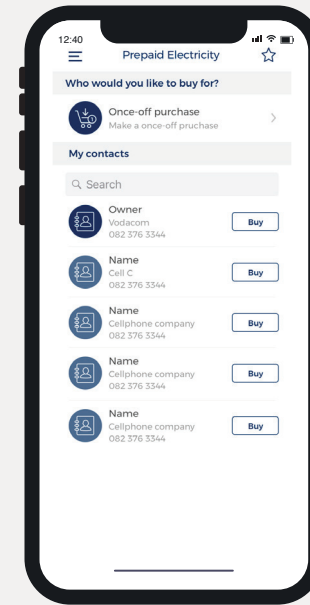 12:40
Prepaid Electricity
Who would you like to buy for?
Once-off purchase
Make a once-off pruchase
My contacts
Search
Owner
Vodacom
082 376 3344
Buy
Name
Cell C
082 376 3344
Buy
Name
Cellphone company
082 376 3344
Buy
Name
Cellphone company
082 376 3344
Buy
Name
Cellphone company
082 376 3344
Buy